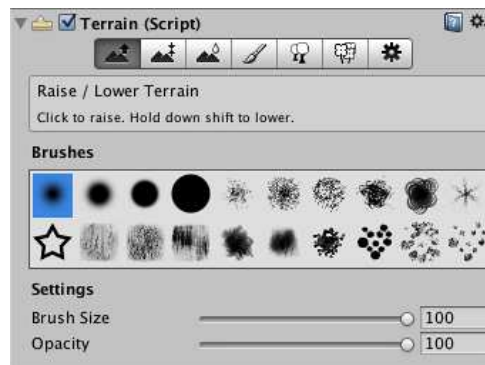 Terrain (Script)
Raise / Lower Terrain
Click to raise. Hold down shift to lower.
Brushes
Settings
Brush Size 100
Opacity 100